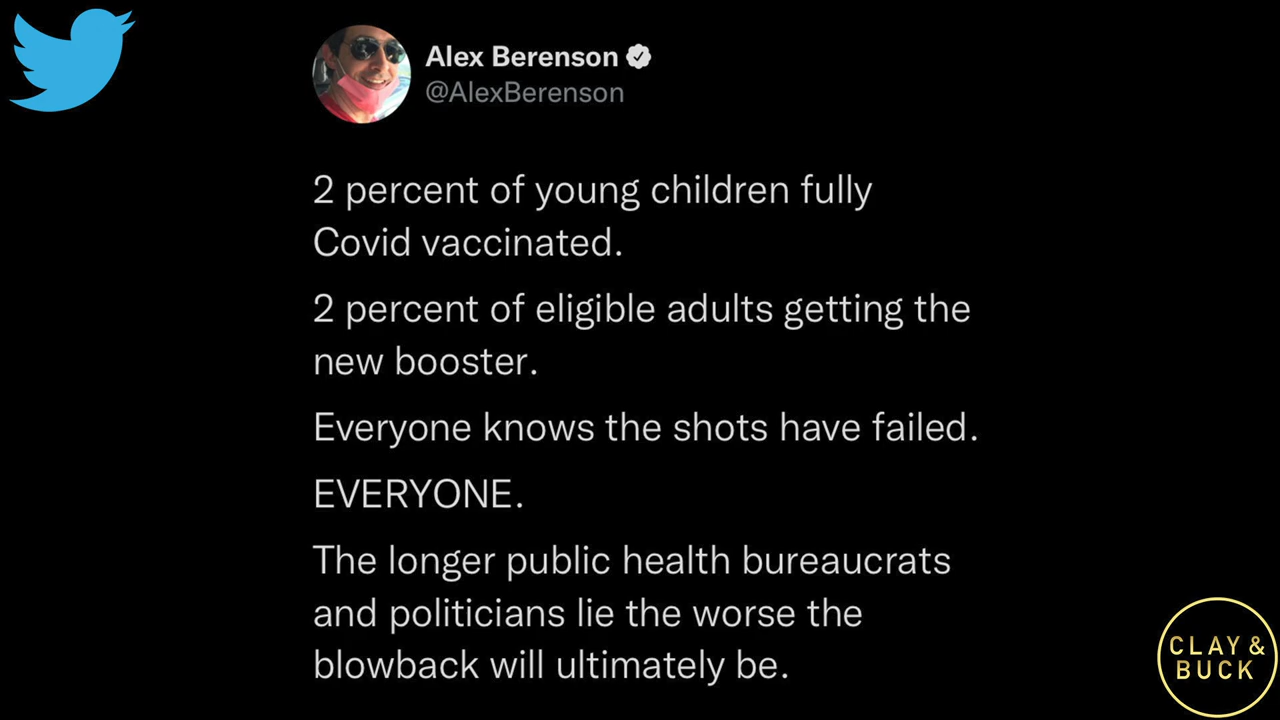 Alex Berenson
@AlexBerenson
2 percent of young children fully
Covid vaccinated.
2 percent of eligible adults getting the
new booster.
Everyone knows the shots have failed.
EVERYONE.
The longer public health bureaucrats
and politicians lie the worse the
blowback will ultimately be.
CLAY &
BUCK